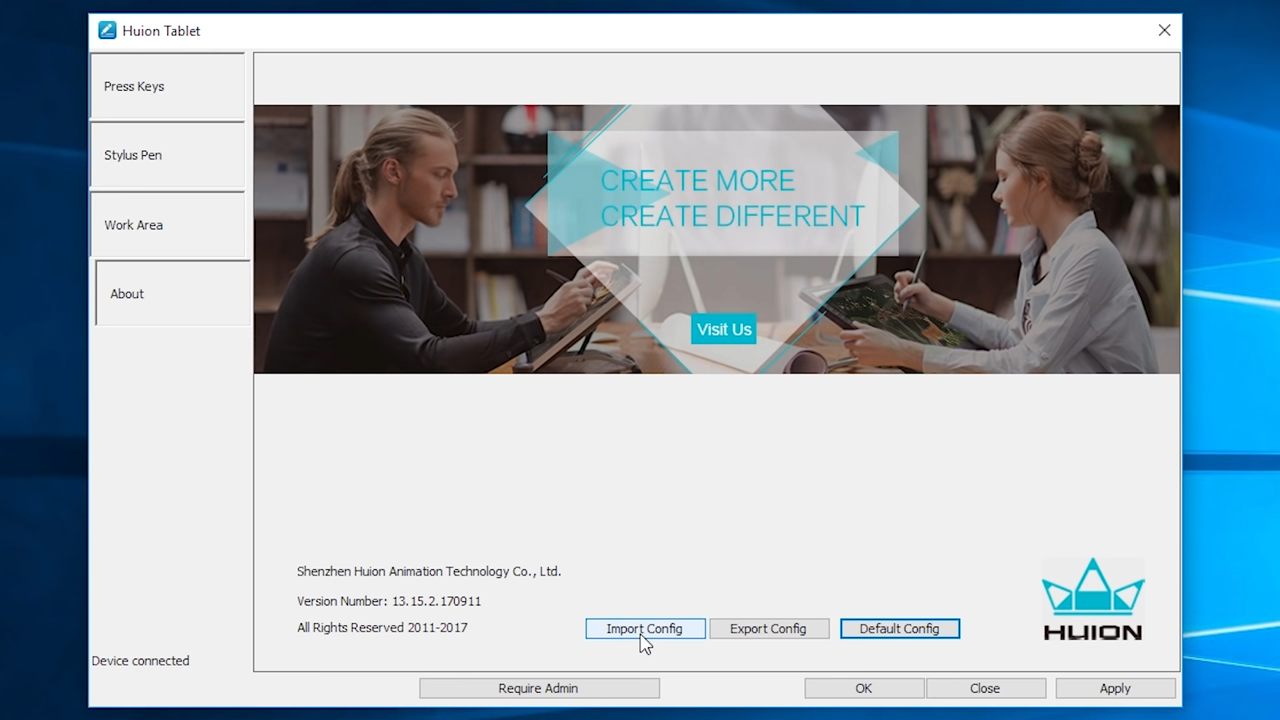 Huion Tablet
Press Keys
Stylus Pen
Work Area
About
CREATE MORE
CREATE DIFFERENT
Visit Us
Shenzhen Huion Animation Technology Co., Ltd.
Version Number: 13.15.2.170911
All Rights Reserved 2011-2017
Import Config
Export Config
Default Config
HUION
Device connected
Require Admin
OK
Close
Apply